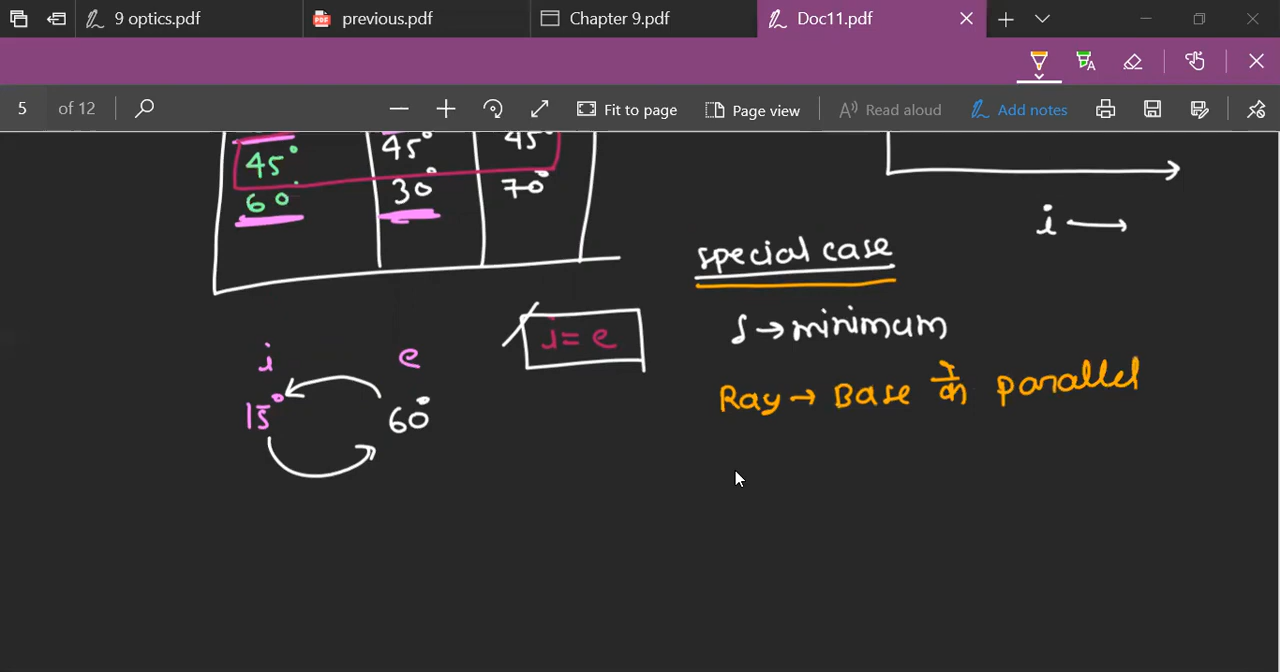 9 optics.pdf
previous.pdf
Chapter 9.pdf
Doc11.pdf
5 of 12
Fit to page
Page view
Read aloud
Add notes
45° 45° 45°
60 30° 70°
i →
special case
δ → minimum
i = e
i e
15° 60°
Ray → Base के parallel